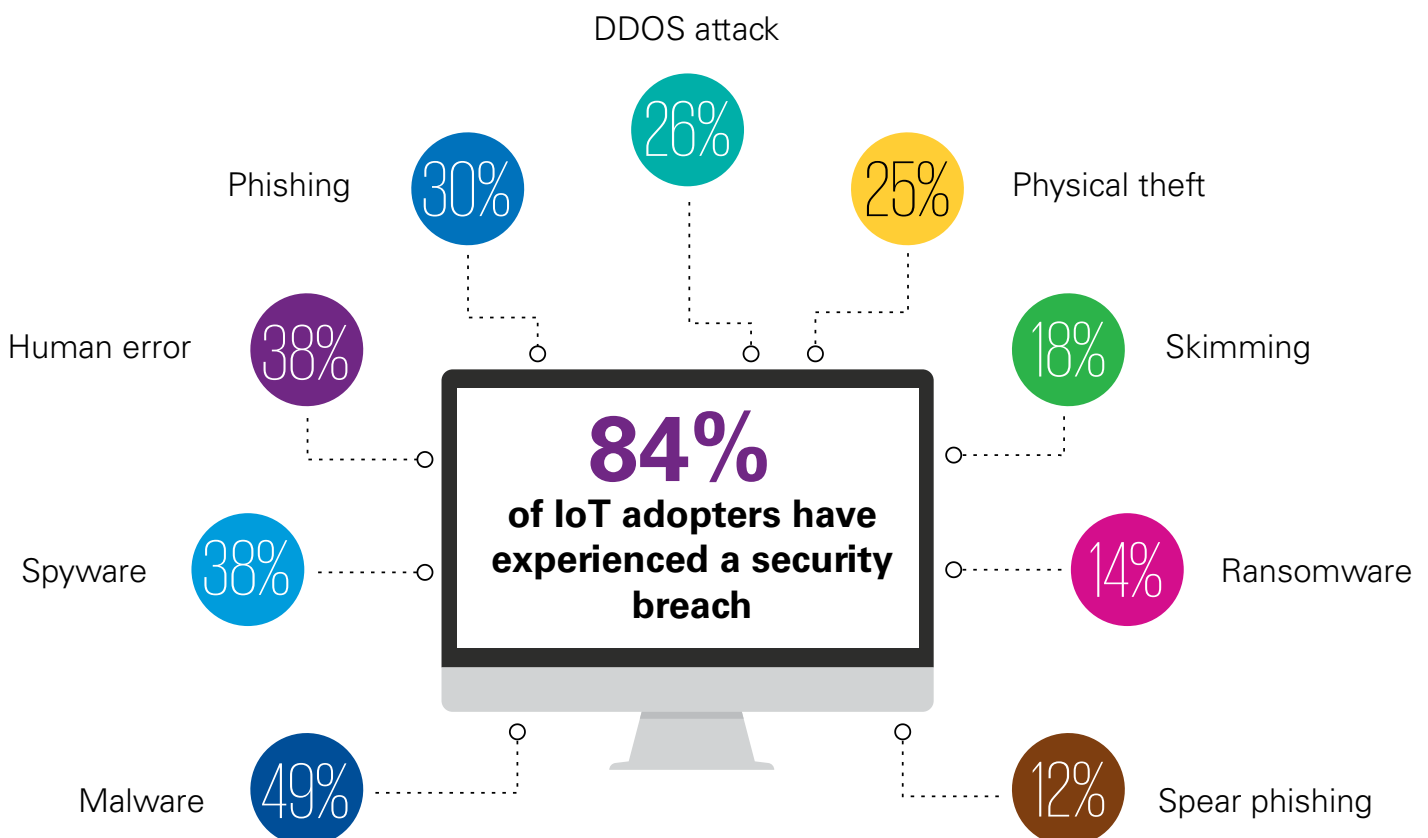 DDOS attack
26%
Phishing
30%
25%
Physical theft
Human error
38%
18%
Skimming
84%
of IoT adopters have
experienced a security
breach
Spyware
38%
14%
Ransomware
Malware
49%
12%
Spear phishing